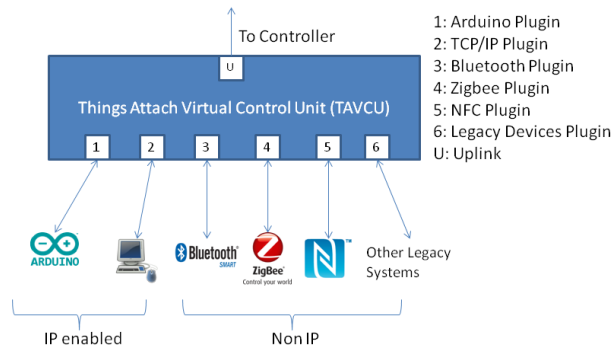 To Controller
U
Things Attach Virtual Control Unit (TAVCU)
1
2
3
4
5
6
1: Arduino Plugin
2: TCP/IP Plugin
3: Bluetooth Plugin
4: Zigbee Plugin
5: NFC Plugin
6: Legacy Devices Plugin
U: Uplink
ARDUINO
Bluetooth
SMART
Z
ZigBee
Control your world
N
TM
Other Legacy
Systems
IP enabled
Non IP